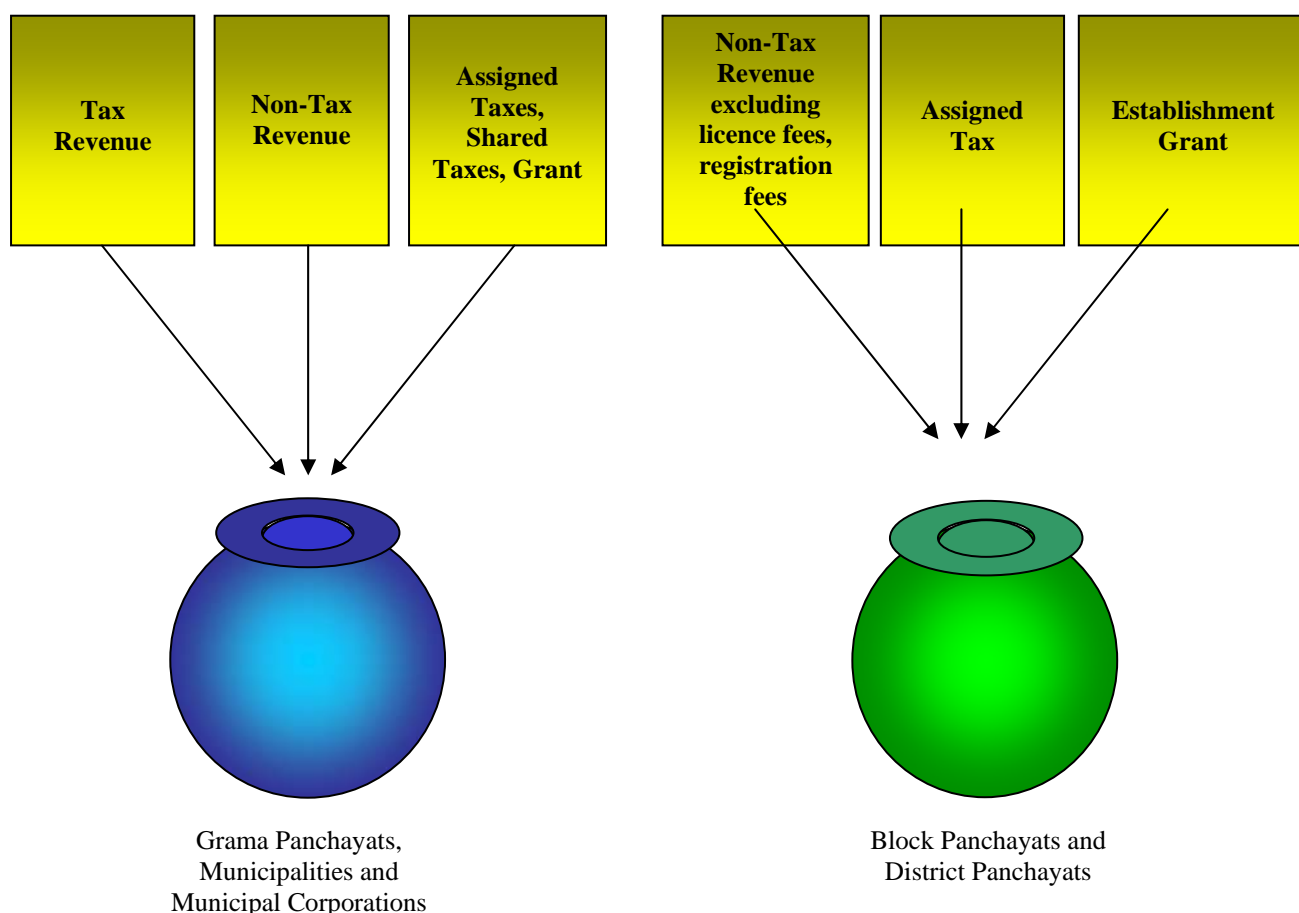 Tax
Revenue
Non-Tax
Revenue
Assigned
Taxes,
Shared
Taxes, Grant
Non-Tax
Revenue
excluding
licence fees,
registration
fees
Assigned
Tax
Establishment
Grant
Grama Panchayats,
Municipalities and
Municipal Corporations
Block Panchayats and
District Panchayats